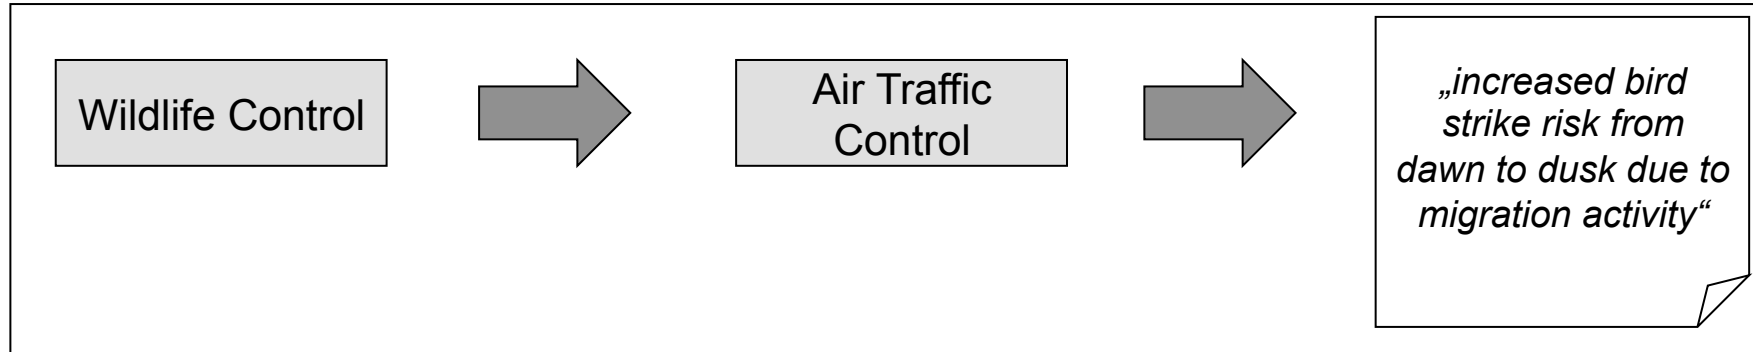 Wildlife Control
Air Traffic
Control
„increased bird
strike risk from
dawn to dusk due to
migration activity“